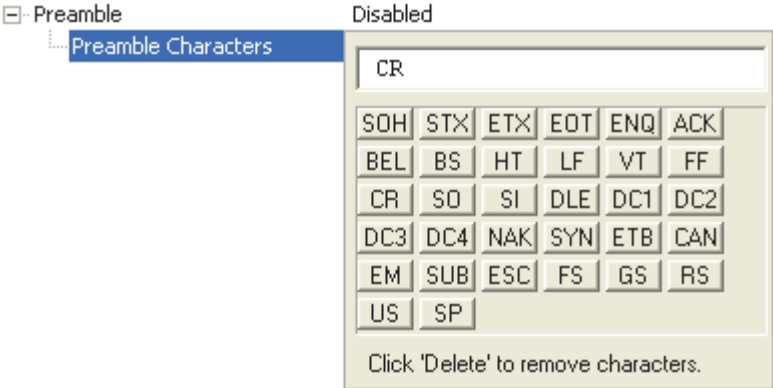 Preamble Disabled
Preamble Characters
CR
SOH STX ETX EOT ENQ ACK
BEL BS HT LF VT FF
CR SO SI DLE DC1 DC2
DC3 DC4 NAK SYN ETB CAN
EM SUB ESC FS GS RS
US SP
Click 'Delete' to remove characters.